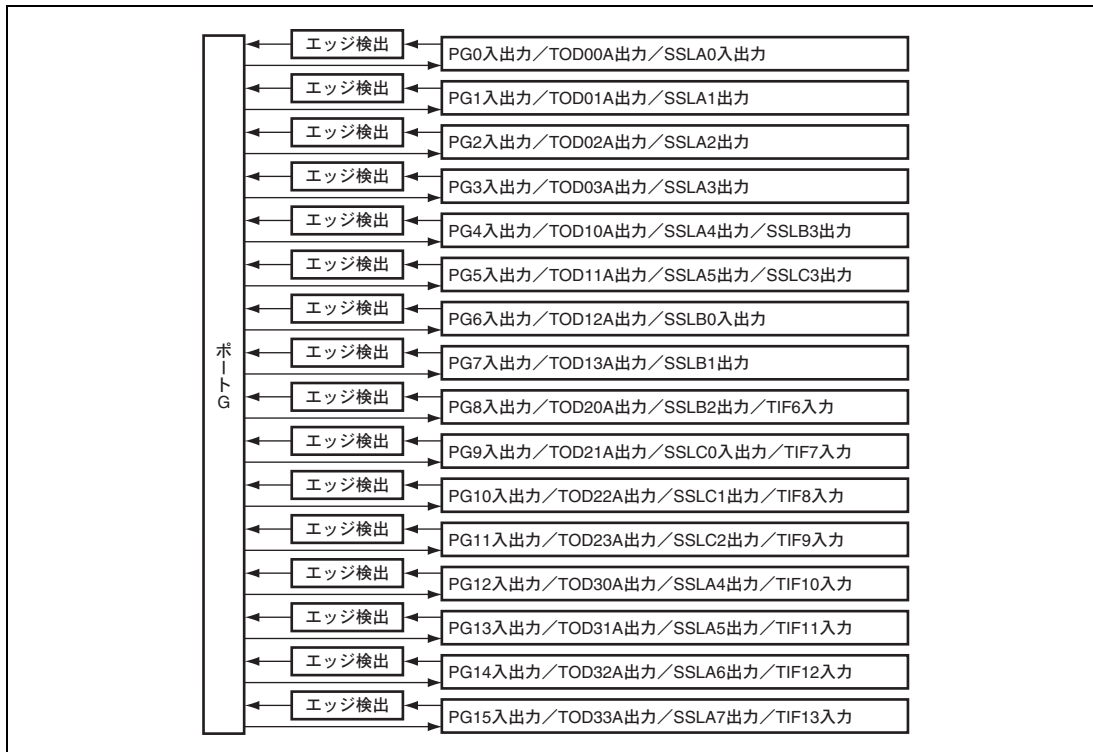 ポートG
エッジ検出
PG0入出力／TOD00A出力／SSLA0入出力
エッジ検出
PG1入出力／TOD01A出力／SSLA1出力
エッジ検出
PG2入出力／TOD02A出力／SSLA2出力
エッジ検出
PG3入出力／TOD03A出力／SSLA3出力
エッジ検出
PG4入出力／TOD10A出力／SSLA4出力／SSLB3出力
エッジ検出
PG5入出力／TOD11A出力／SSLA5出力／SSLC3出力
エッジ検出
PG6入出力／TOD12A出力／SSLB0入出力
エッジ検出
PG7入出力／TOD13A出力／SSLB1出力
エッジ検出
PG8入出力／TOD20A出力／SSLB2出力／TIF6入力
エッジ検出
PG9入出力／TOD21A出力／SSLC0入出力／TIF7入力
エッジ検出
PG10入出力／TOD22A出力／SSLC1出力／TIF8入力
エッジ検出
PG11入出力／TOD23A出力／SSLC2出力／TIF9入力
エッジ検出
PG12入出力／TOD30A出力／SSLA4出力／TIF10入力
エッジ検出
PG13入出力／TOD31A出力／SSLA5出力／TIF11入力
エッジ検出
PG14入出力／TOD32A出力／SSLA6出力／TIF12入力
エッジ検出
PG15入出力／TOD33A出力／SSLA7出力／TIF13入力